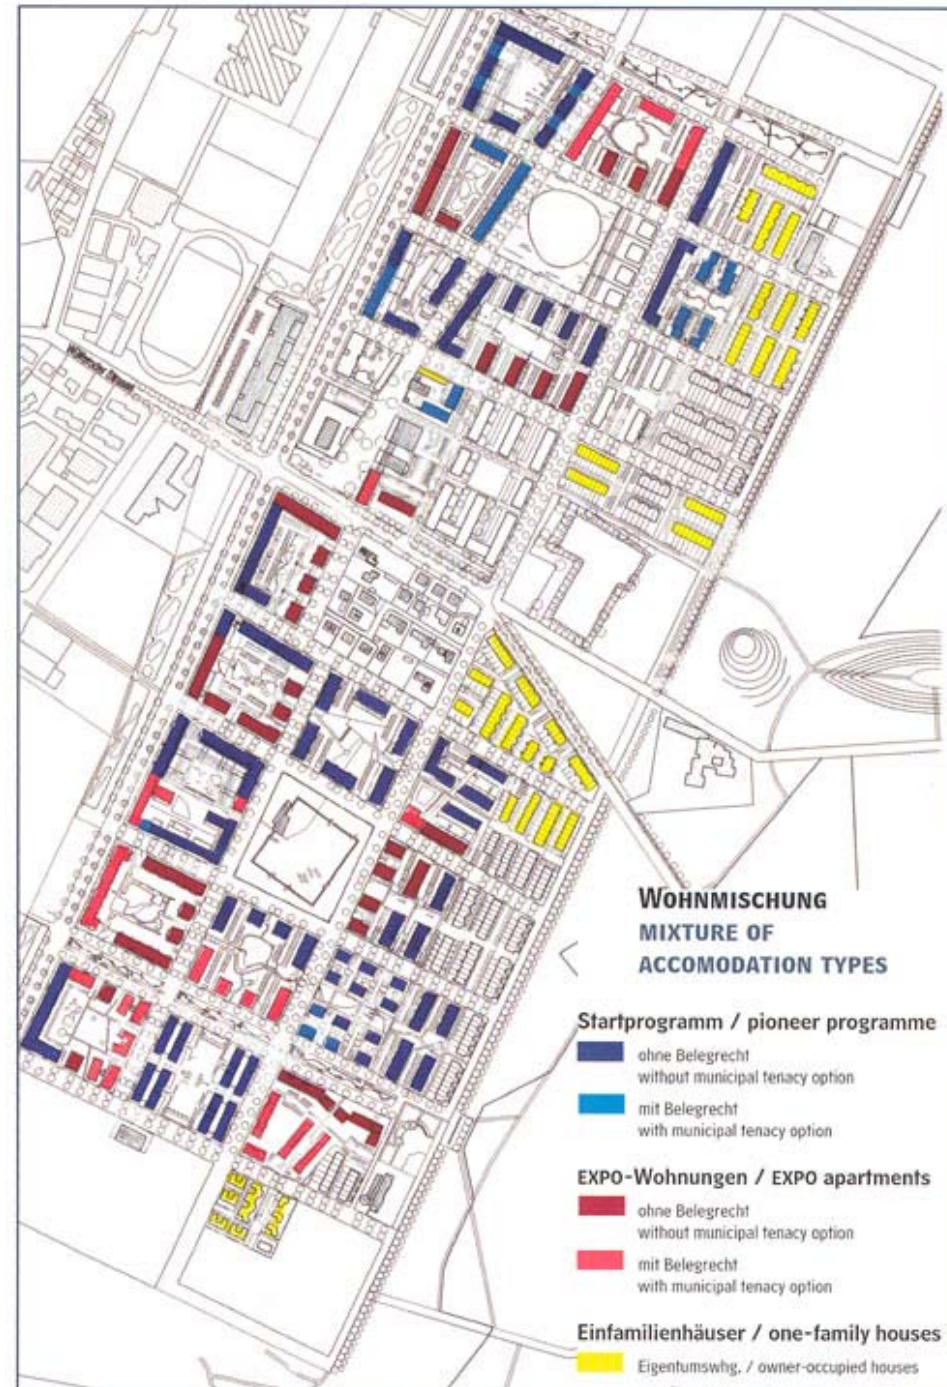 Wülferoder Strasse
WOHNMISCHUNG
MIXTURE OF
ACCOMODATION TYPES
Startprogramm / pioneer programme
ohne Belegrecht
without municipal tenacy option
mit Belegrecht
with municipal tenacy option
EXPO-Wohnungen / EXPO apartments
ohne Belegrecht
without municipal tenacy option
mit Belegrecht
with municipal tenacy option
Einfamilienhäuser / one-family houses
Eigentumswhg. / owner-occupied houses